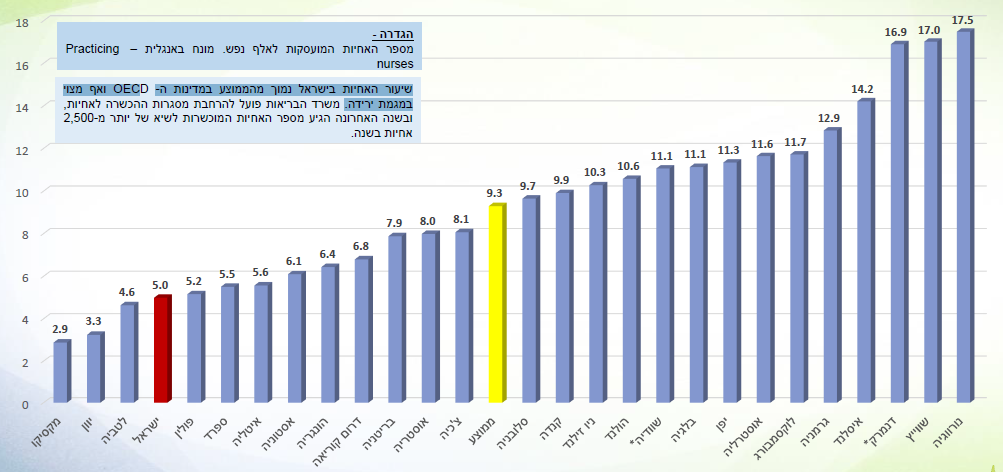 הגדרה -
מספר האחיות המועסקות לאלף נפש. מונח באנגלית – Practicing
nurses
שיעור האחיות בישראל נמוך מהממוצע במדינות ה- OECD ואף מצוי
במגמת ירידה. משרד הבריאות פועל להרחבת מסגרות ההכשרה לאחיות,
ובשנה האחרונה הגיע מספר האחיות המוכשרות לשיא של יותר מ-2,500
אחיות בשנה.
18
16
14
12
10
8
6
4
2
0
2.9
3.3
4.6
5.0
5.2
5.5
5.6
6.1
6.4
6.8
7.9
8.0
8.1
9.3
9.7
9.9
10.3
10.6
11.1
11.1
11.3
11.6
11.7
12.9
14.2
16.9
17.0
17.5
מקסיקו
יוון
לטביה
ישראל
פולין
ספרד
איטליה
אסטוניה
הונגריה
דרום קוריאה
בריטניה
אוסטריה
צ'כיה
ממוצע
סלובניה
קנדה
ניו זילנד
הולנד
שוודיה*
בלגיה
יפן
אוסטרליה
לוקסמבורג
גרמניה
איסלנד
דנמרק*
שווייץ
נורווגיה